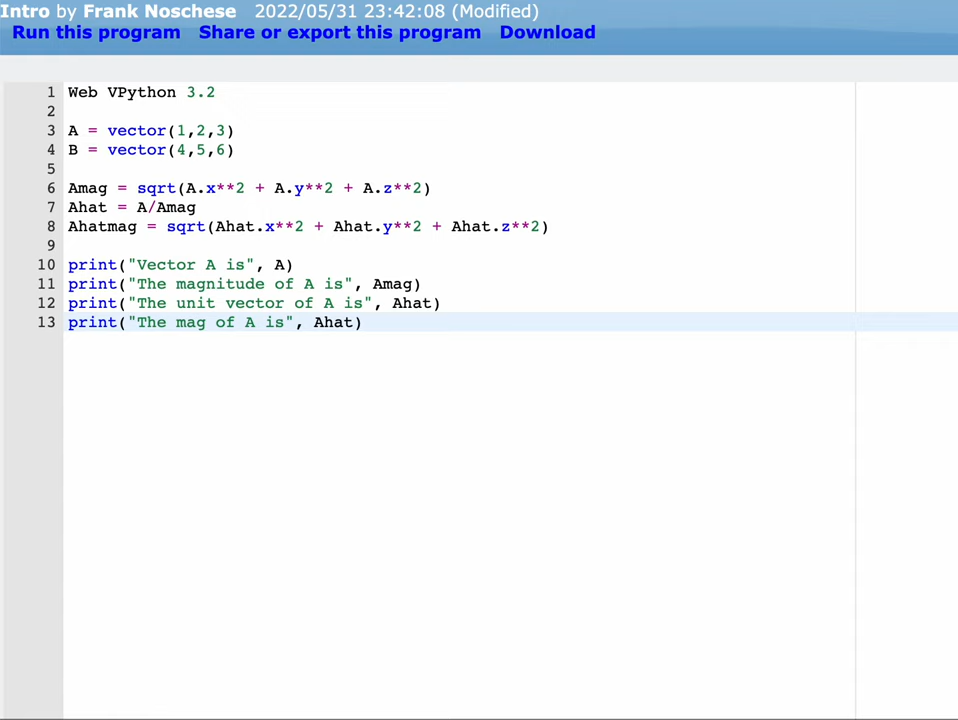 Intro by Frank Noschese 2022/05/31 23:42:08 (Modified)
Run this program Share or export this program Download
1 Web VPython 3.2
2
3 A = vector(1,2,3)
4 B = vector(4,5,6)
5
6 Amag = sqrt(A.x**2 + A.y**2 + A.z**2)
7 Ahat = A/Amag
8 Ahatmag = sqrt(Ahat.x**2 + Ahat.y**2 + Ahat.z**2)
9
10 print("Vector A is", A)
11 print("The magnitude of A is", Amag)
12 print("The unit vector of A is", Ahat)
13 print("The mag of A is", Ahat)